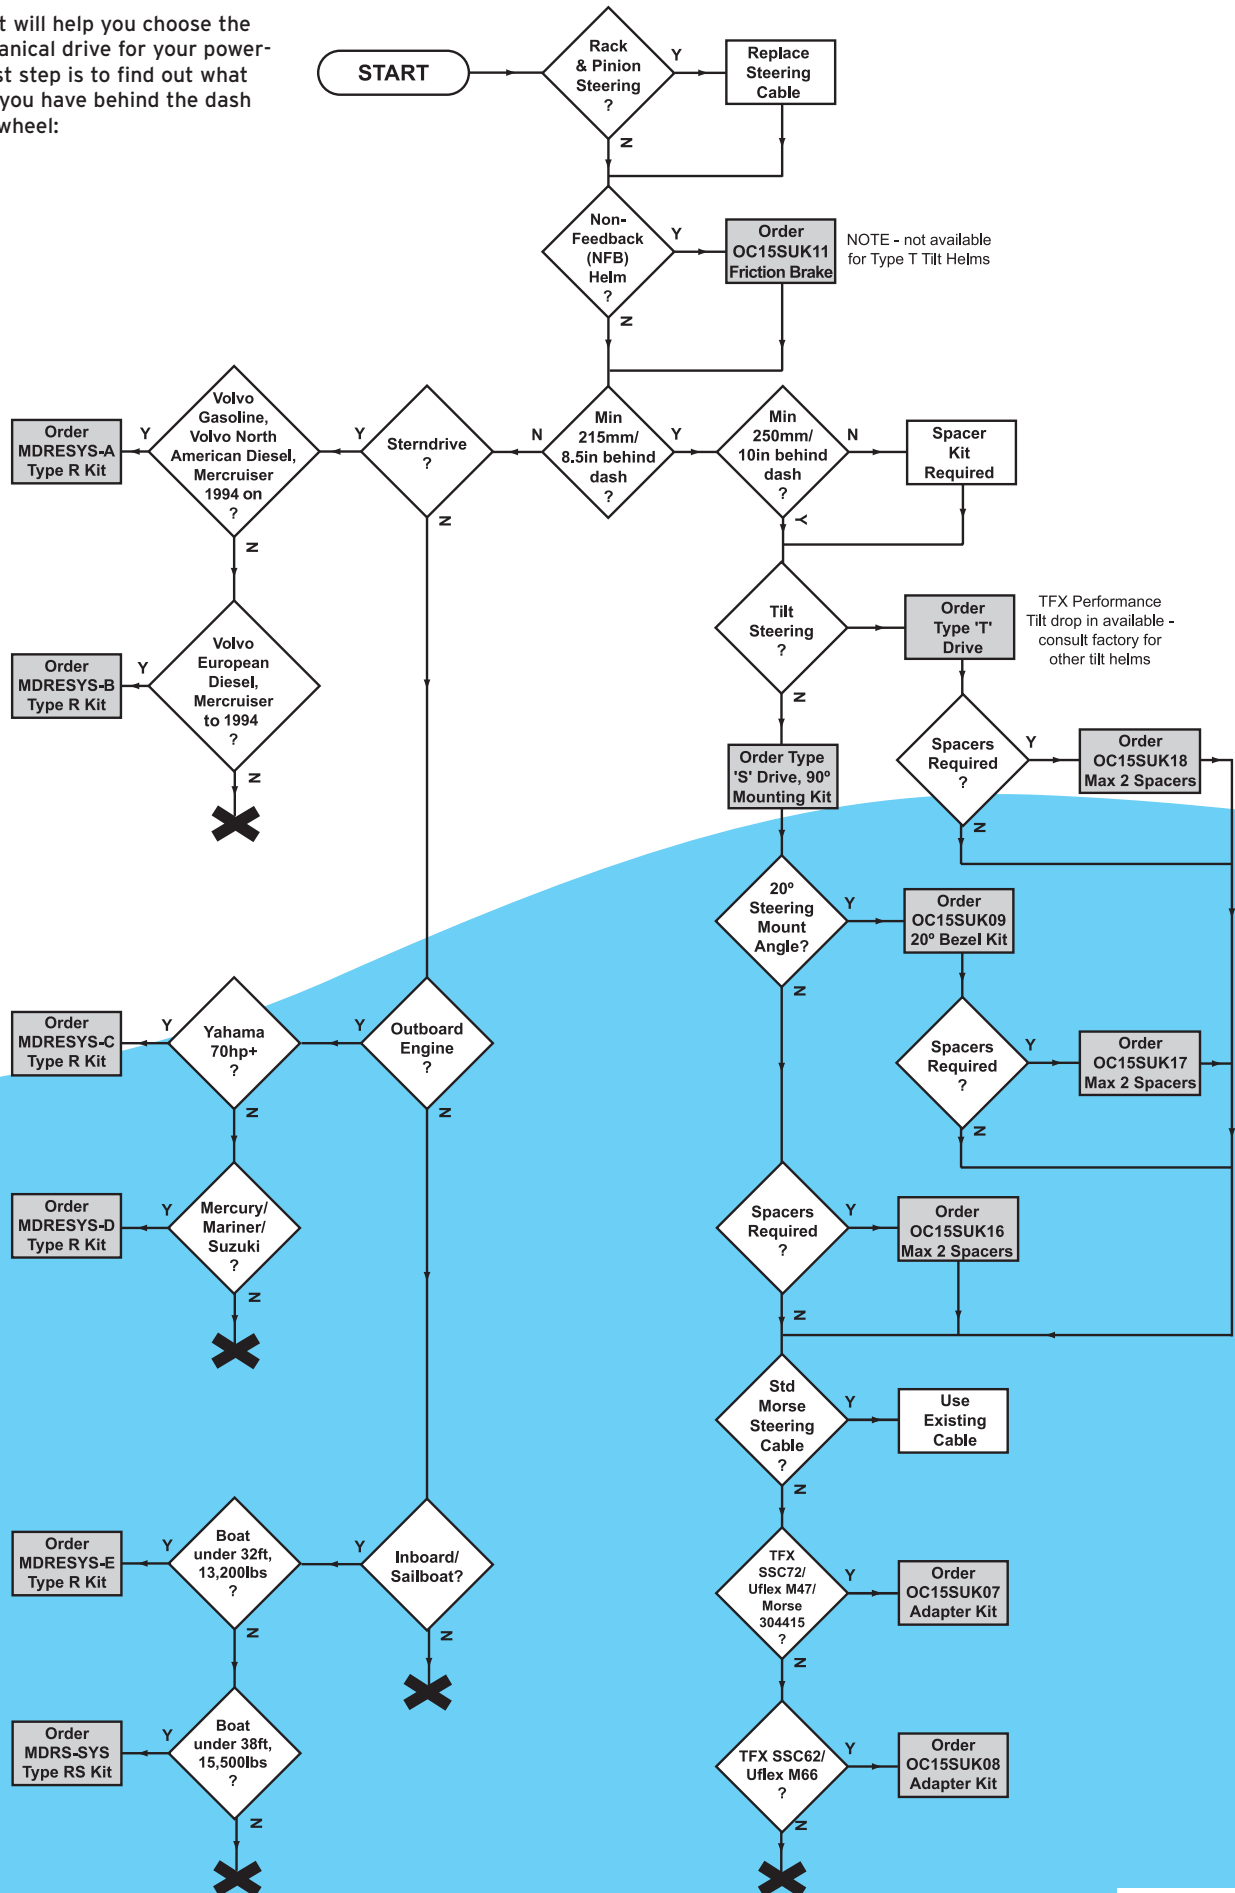 t will help you choose the
anical drive for your power-
st step is to find out what
you have behind the dash
wheel:
START
Rack
& Pinion
Steering
?
Y
Replace
Steering
Cable
N
Non-
Feedback
(NFB)
Helm
?
Y
Order
OC15SUK11
Friction Brake
NOTE - not available
for Type T Tilt Helms
N
Order
MDRESYS-A
Type R Kit
Y
Volvo
Gasoline,
Volvo North
American Diesel,
Mercruiser
1994 on
?
Y
Sterndrive
?
N
Min
215mm/
8.5in behind
dash
?
Y
Min
250mm/
10in behind
dash
?
N
Spacer
Kit
Required
N
N
Y
Order
MDRESYS-B
Type R Kit
Y
Volvo
European
Diesel,
Mercruiser
to 1994
?
N
Tilt
Steering
?
Order
Type 'T'
Drive
TFX Performance
Tilt drop in available -
consult factory for
other tilt helms
N
Order Type
'S' Drive, 90º
Mounting Kit
Spacers
Required
?
Y
Order
OC15SUK18
Max 2 Spacers
N
20º
Steering
Mount
Angle?
Y
Order
OC15SUK09
20º Bezel Kit
N
Spacers
Required
?
Y
Order
OC15SUK17
Max 2 Spacers
N
Order
MDRESYS-C
Type R Kit
Y
Yahama
70hp+
?
Y
Outboard
Engine
?
N
N
Order
MDRESYS-D
Type R Kit
Y
Mercury/
Mariner/
Suzuki
?
N
Spacers
Required
?
Y
Order
OC15SUK16
Max 2 Spacers
N
Std
Morse
Steering
Cable
?
Y
Use
Existing
Cable
N
Order
MDRESYS-E
Type R Kit
Y
Boat
under 32ft,
13,200lbs
?
Y
Inboard/
Sailboat?
N
N
TFX
SSC72/
Uflex M47/
Morse
304415
?
Y
Order
OC15SUK07
Adapter Kit
N
Order
MDRS-SYS
Type RS Kit
Y
Boat
under 38ft,
15,500lbs
?
N
TFX SSC62/
Uflex M66
?
Y
Order
OC15SUK08
Adapter Kit
N